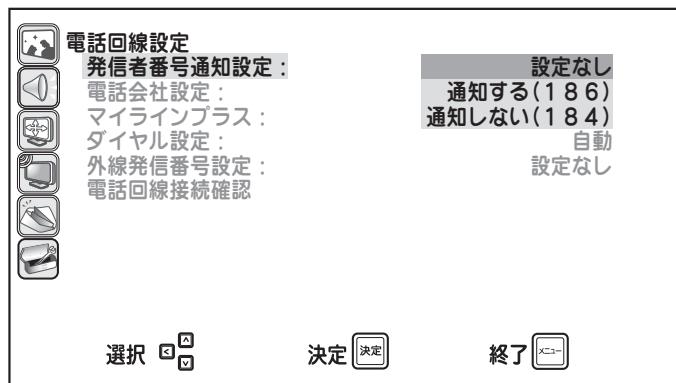 電話回線設定
発信者番号通知設定： 設定なし
電話会社設定： 通知する(１８６)
マイラインプラス： 通知しない(１８４)
ダイヤル設定： 自動
外線発信番号設定： 設定なし
電話回線接続確認
選択 決定 決定 終了 メニュー